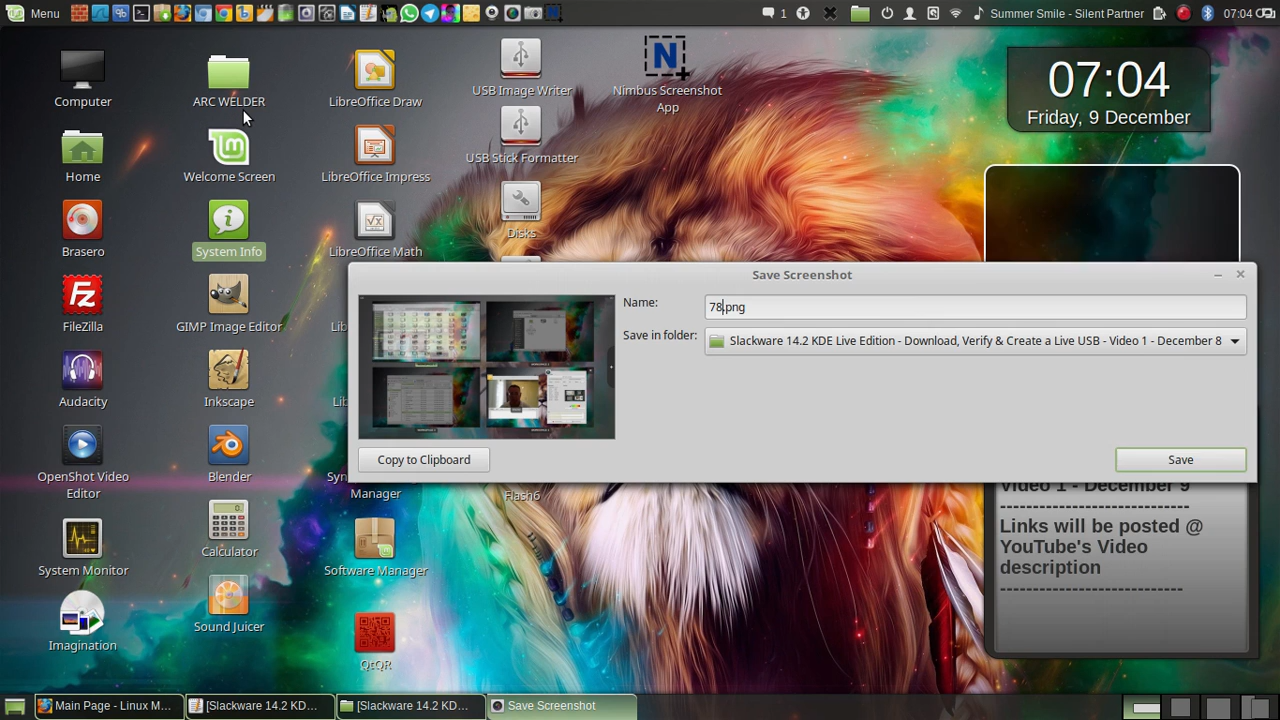 Menu
1
Summer Smile - Silent Partner
07:04
Computer
Home
Brasero
FileZilla
Audacity
OpenShot Video
Editor
System Monitor
Imagination
ARC WELDER
Welcome Screen
System Info
GIMP Image Editor
Inkscape
Blender
Calculator
Sound Juicer
LibreOffice Draw
LibreOffice Impress
LibreOffice Math
Manager
Software Manager
QtQR
USB Image Writer
USB Stick Formatter
Disks
Flash6
N
Nimbus Screenshot
App
07:04
Friday, 9 December
Save Screenshot
Name:
78.png
Save in folder:
Slackware 14.2 KDE Live Edition - Download, Verify & Create a Live USB - Video 1 - December 8
Copy to Clipboard
Save
Video 1 - December 9
-----------------------------
Links will be posted @
YouTube's Video
description
----------------------------
Main Page - Linux M...
[Slackware 14.2 KD...
[Slackware 14.2 KD...
Save Screenshot